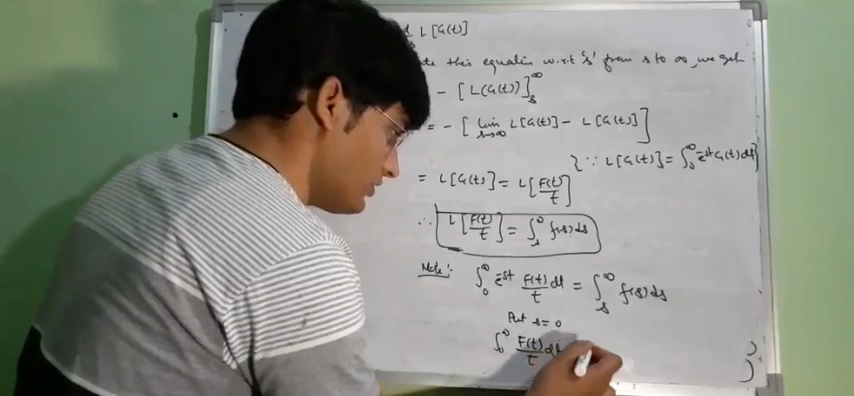 L[G(t)]
this equation w.r.t 's' from s to ∞, we get
- [L(G(t))]_s^∞
= - [lim_{s→∞} L[G(t)] - L[G(t)]]
{∵ L[G(t)] = ∫_0^∞ e^{-st} G(t) dt}
= L[G(t)] = L[F(t)/t]
∴ L[F(t)/t] = ∫_s^∞ f(s) ds
Note:- ∫_0^∞ e^{-st} F(t)/t dt = ∫_s^∞ f(s) ds
Put s = 0
∫_0^∞ F(t)/t dt